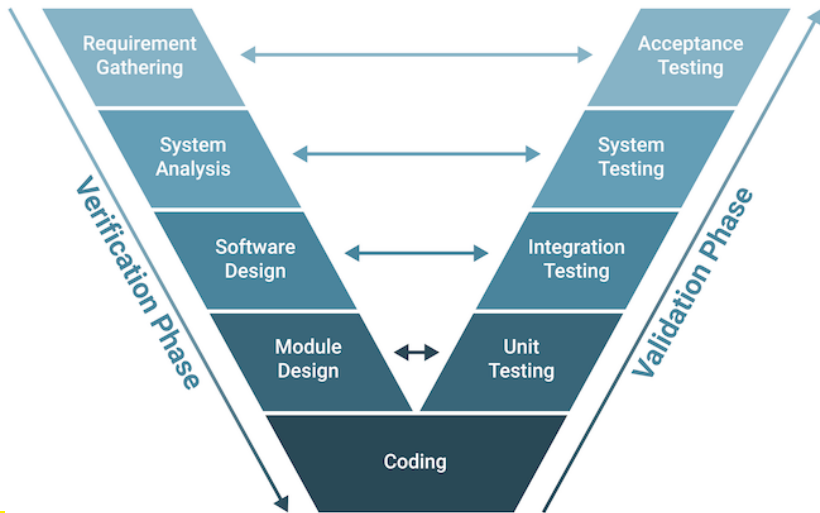 Requirement
Gathering
Acceptance
Testing
System
Analysis
System
Testing
Verification Phase
Software
Design
Integration
Testing
Validation Phase
Module
Design
Unit
Testing
Coding